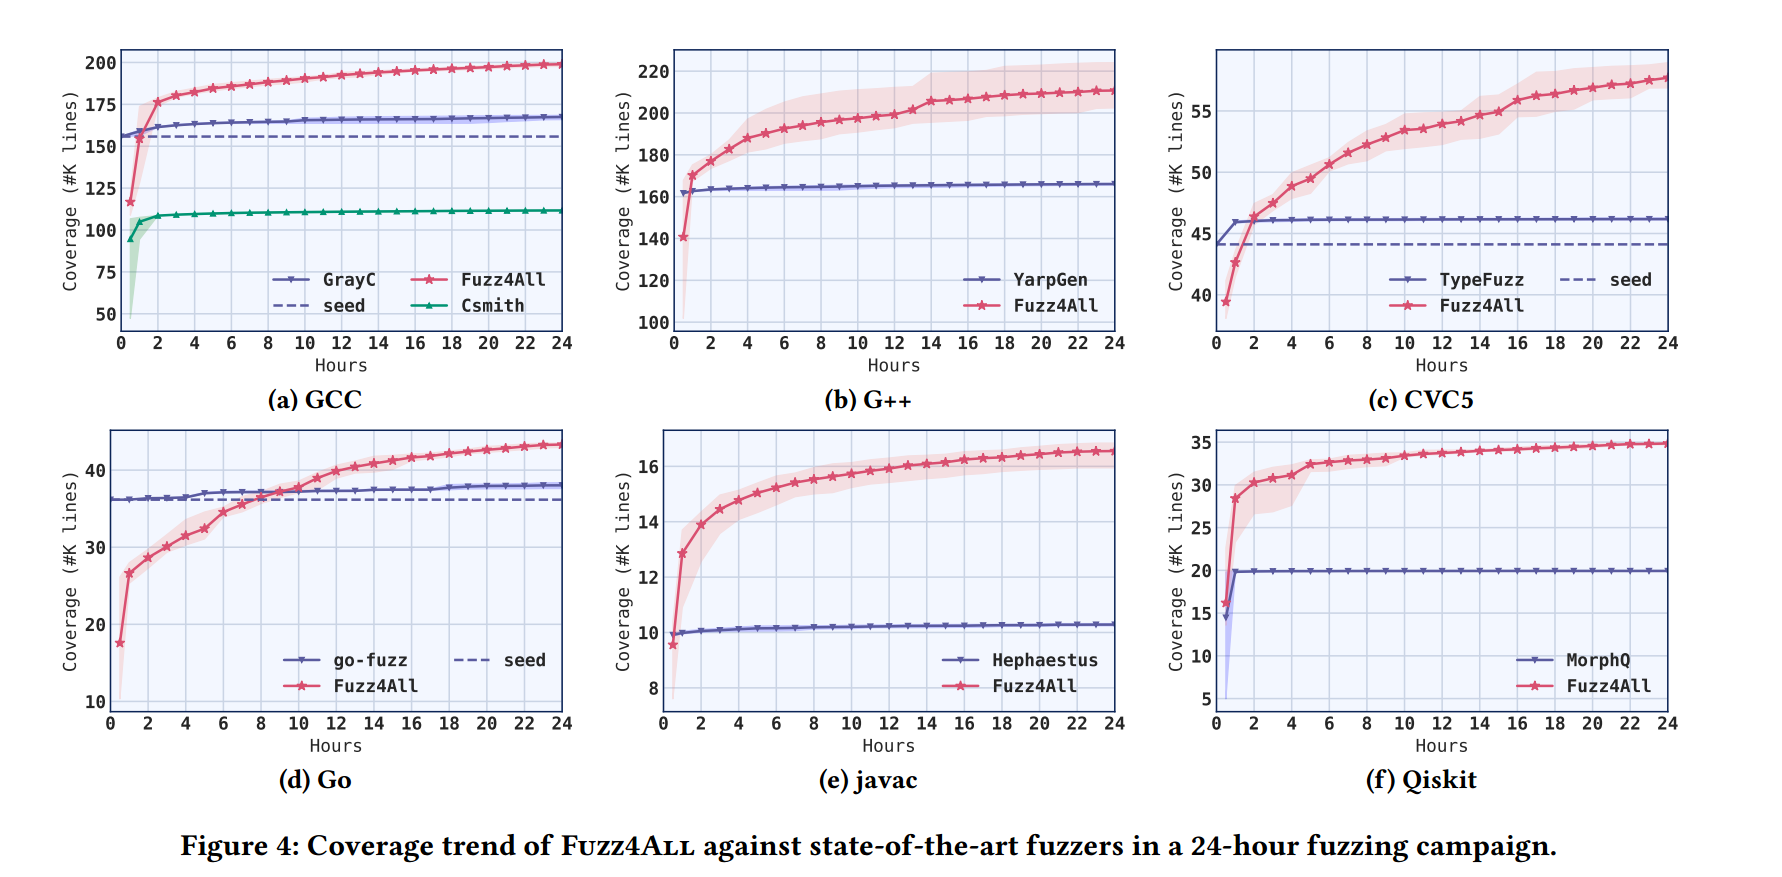 Coverage (#K lines)
200
175
150
125
100
75
50
GrayC
seed
Fuzz4All
Csmith
0 2 4 6 8 10 12 14 16 18 20 22 24
Hours
(a) GCC
Coverage (#K lines)
220
200
180
160
140
120
100
YarpGen
Fuzz4All
0 2 4 6 8 10 12 14 16 18 20 22 24
Hours
(b) G++
Coverage (#K lines)
55
50
45
40
TypeFuzz
Fuzz4All
seed
0 2 4 6 8 10 12 14 16 18 20 22 24
Hours
(c) CVC5
Coverage (#K lines)
40
30
20
10
go-fuzz
Fuzz4All
seed
0 2 4 6 8 10 12 14 16 18 20 22 24
Hours
(d) Go
Coverage (#K lines)
16
14
12
10
8
Hephaestus
Fuzz4All
0 2 4 6 8 10 12 14 16 18 20 22 24
Hours
(e) javac
Coverage (#K lines)
35
30
25
20
15
10
5
MorphQ
Fuzz4All
0 2 4 6 8 10 12 14 16 18 20 22 24
Hours
(f) Qiskit
Figure 4: Coverage trend of Fuzz4All against state-of-the-art fuzzers in a 24-hour fuzzing campaign.